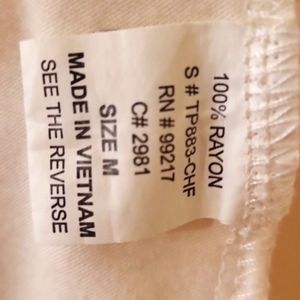 100% RAYON
S # TP883-CHF
RN # 99217
C# 2981
SIZE M
MADE IN VIETNAM
SEE THE REVERSE